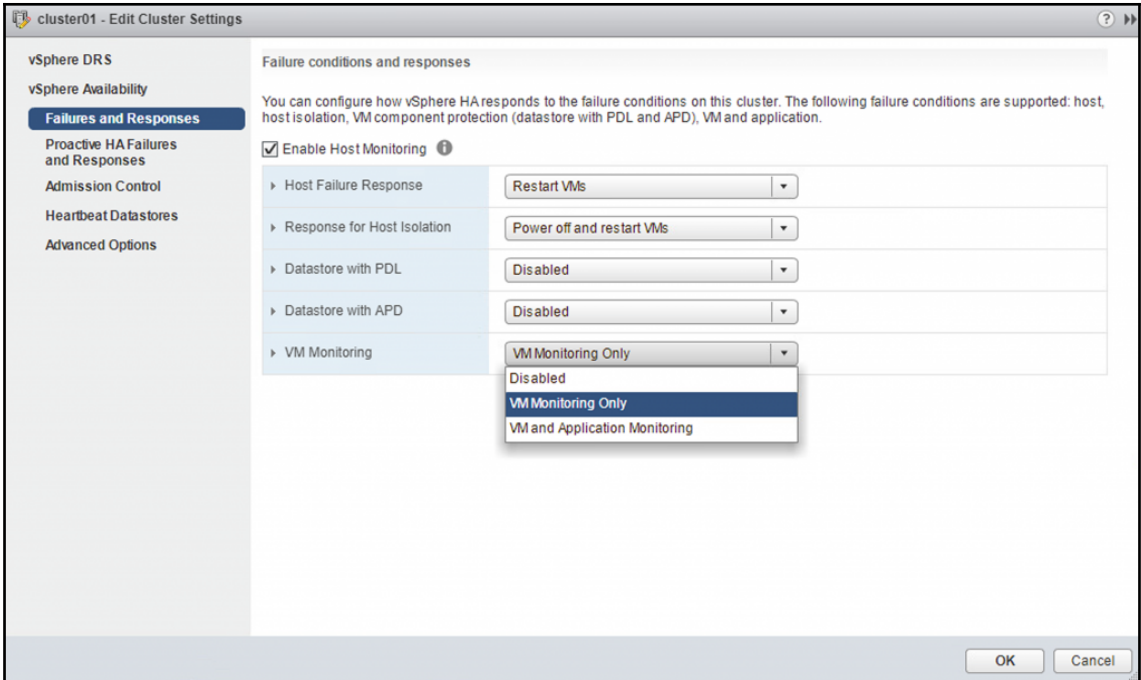 cluster01 - Edit Cluster Settings
vSphere DRS
vSphere Availability
Failures and Responses
Proactive HA Failures
and Responses
Admission Control
Heartbeat Datastores
Advanced Options
Failure conditions and responses
You can configure how vSphere HA responds to the failure conditions on this cluster. The following failure conditions are supported: host,
host isolation, VM component protection (datastore with PDL and APD), VM and application.
Enable Host Monitoring
Host Failure Response
Restart VMs
Response for Host Isolation
Power off and restart VMs
Datastore with PDL
Disabled
Datastore with APD
Disabled
VM Monitoring
VM Monitoring Only
Disabled
VM Monitoring Only
VM and Application Monitoring
OK
Cancel